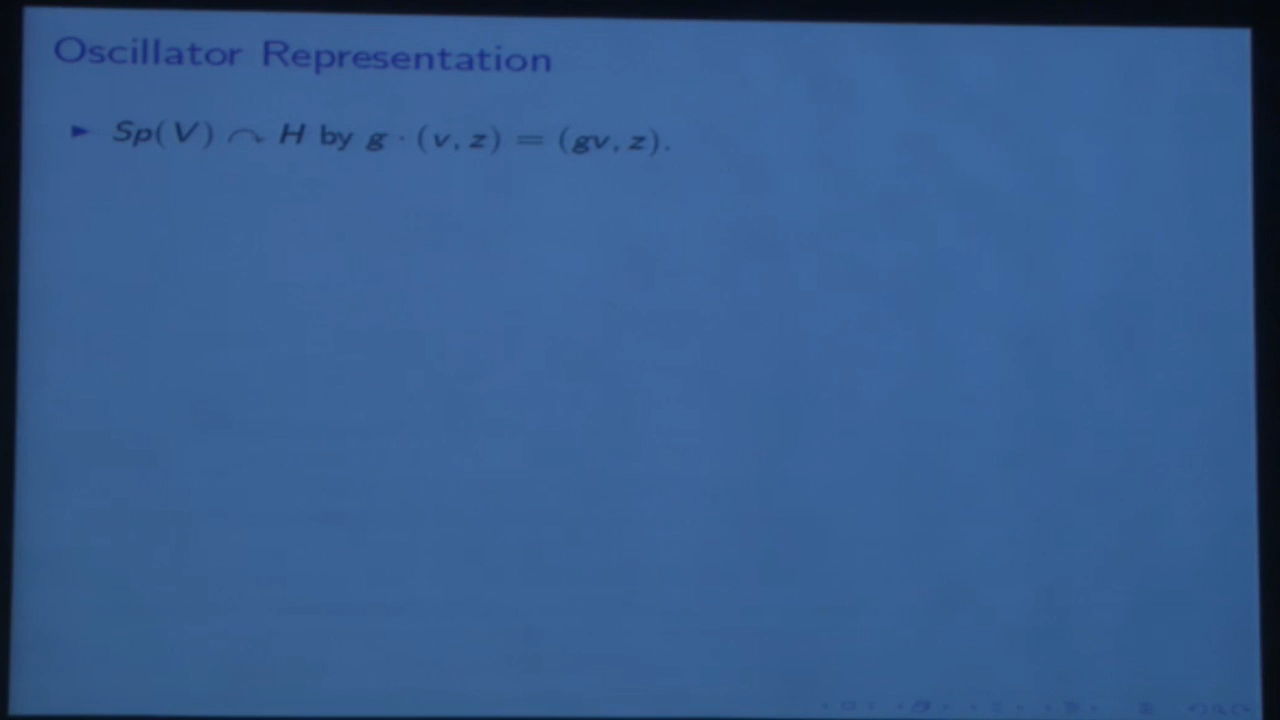 Oscillator Representation
► Sp(V) ↷ H by g · (v, z) = (gv, z).